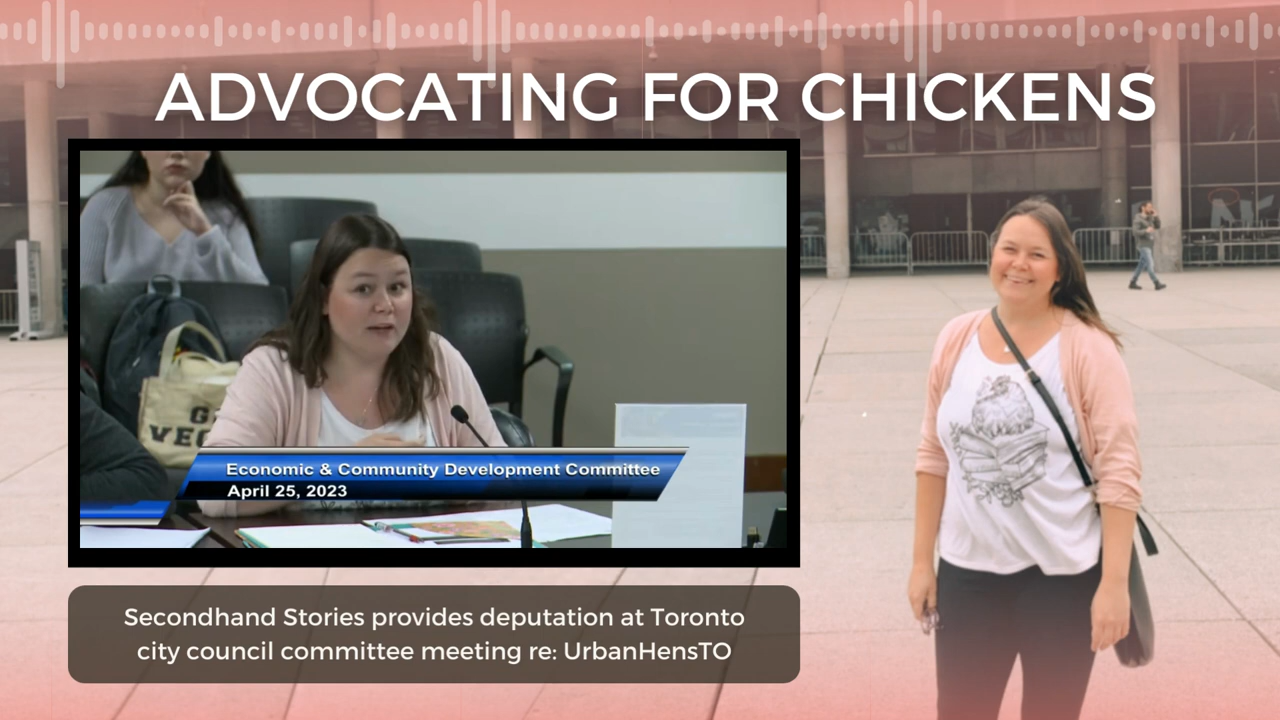 ADVOCATING FOR CHICKENS
Economic & Community Development Committee
April 25, 2023
Secondhand Stories provides deputation at Toronto
city council committee meeting re: UrbanHensTO